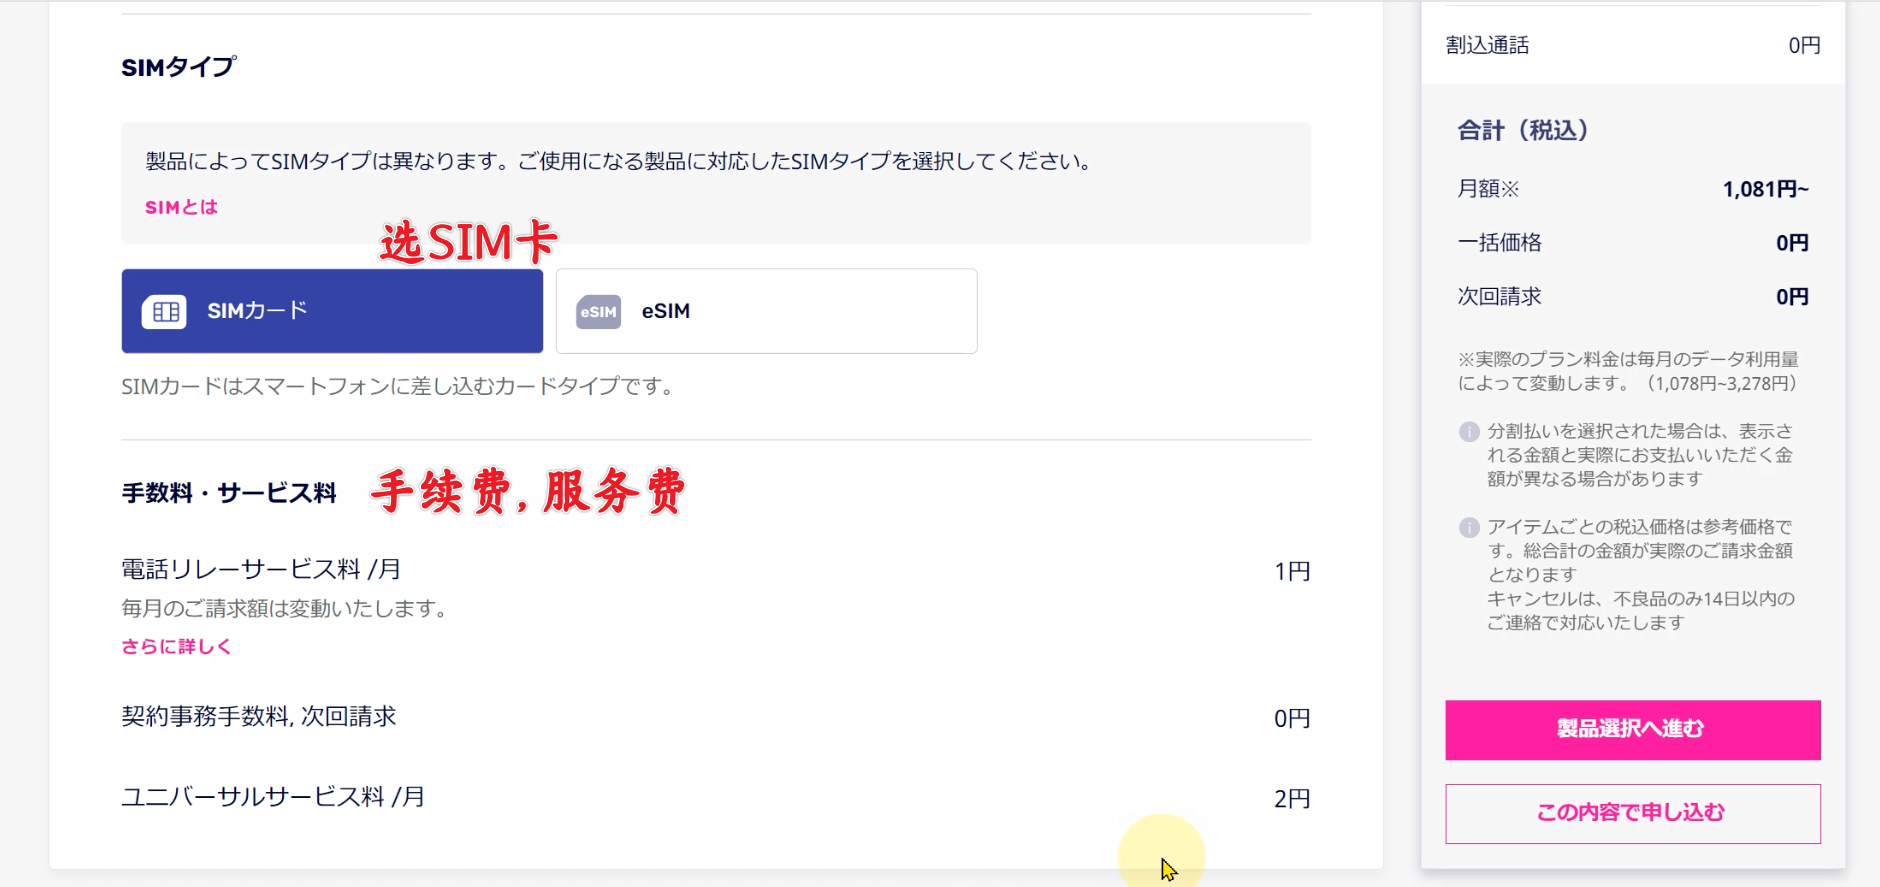 SIMタイプ
製品によってSIMタイプは異なります。ご使用になる製品に対応したSIMタイプを選択してください。
SIMとは
选SIM卡
SIMカード
eSIM
eSIM
SIMカードはスマートフォンに差し込むカードタイプです。
手数料・サービス料
手续费,服务费
電話リレーサービス料 /月
1円
毎月のご請求額は変動いたします。
さらに詳しく
契約事務手数料, 次回請求
0円
ユニバーサルサービス料 /月
2円
割込通話
0円
合計（税込）
月額※
1,081円~
一括価格
0円
次回請求
0円
※実際のプラン料金は毎月のデータ利用量
によって変動します。（1,078円~3,278円）
分割払いを選択された場合は、表示さ
れる金額と実際にお支払いいただく金
額が異なる場合があります
アイテムごとの税込価格は参考価格で
す。総合計の金額が実際のご請求金額
となります
キャンセルは、不良品のみ14日以内の
ご連絡で対応いたします
製品選択へ進む
この内容で申し込む